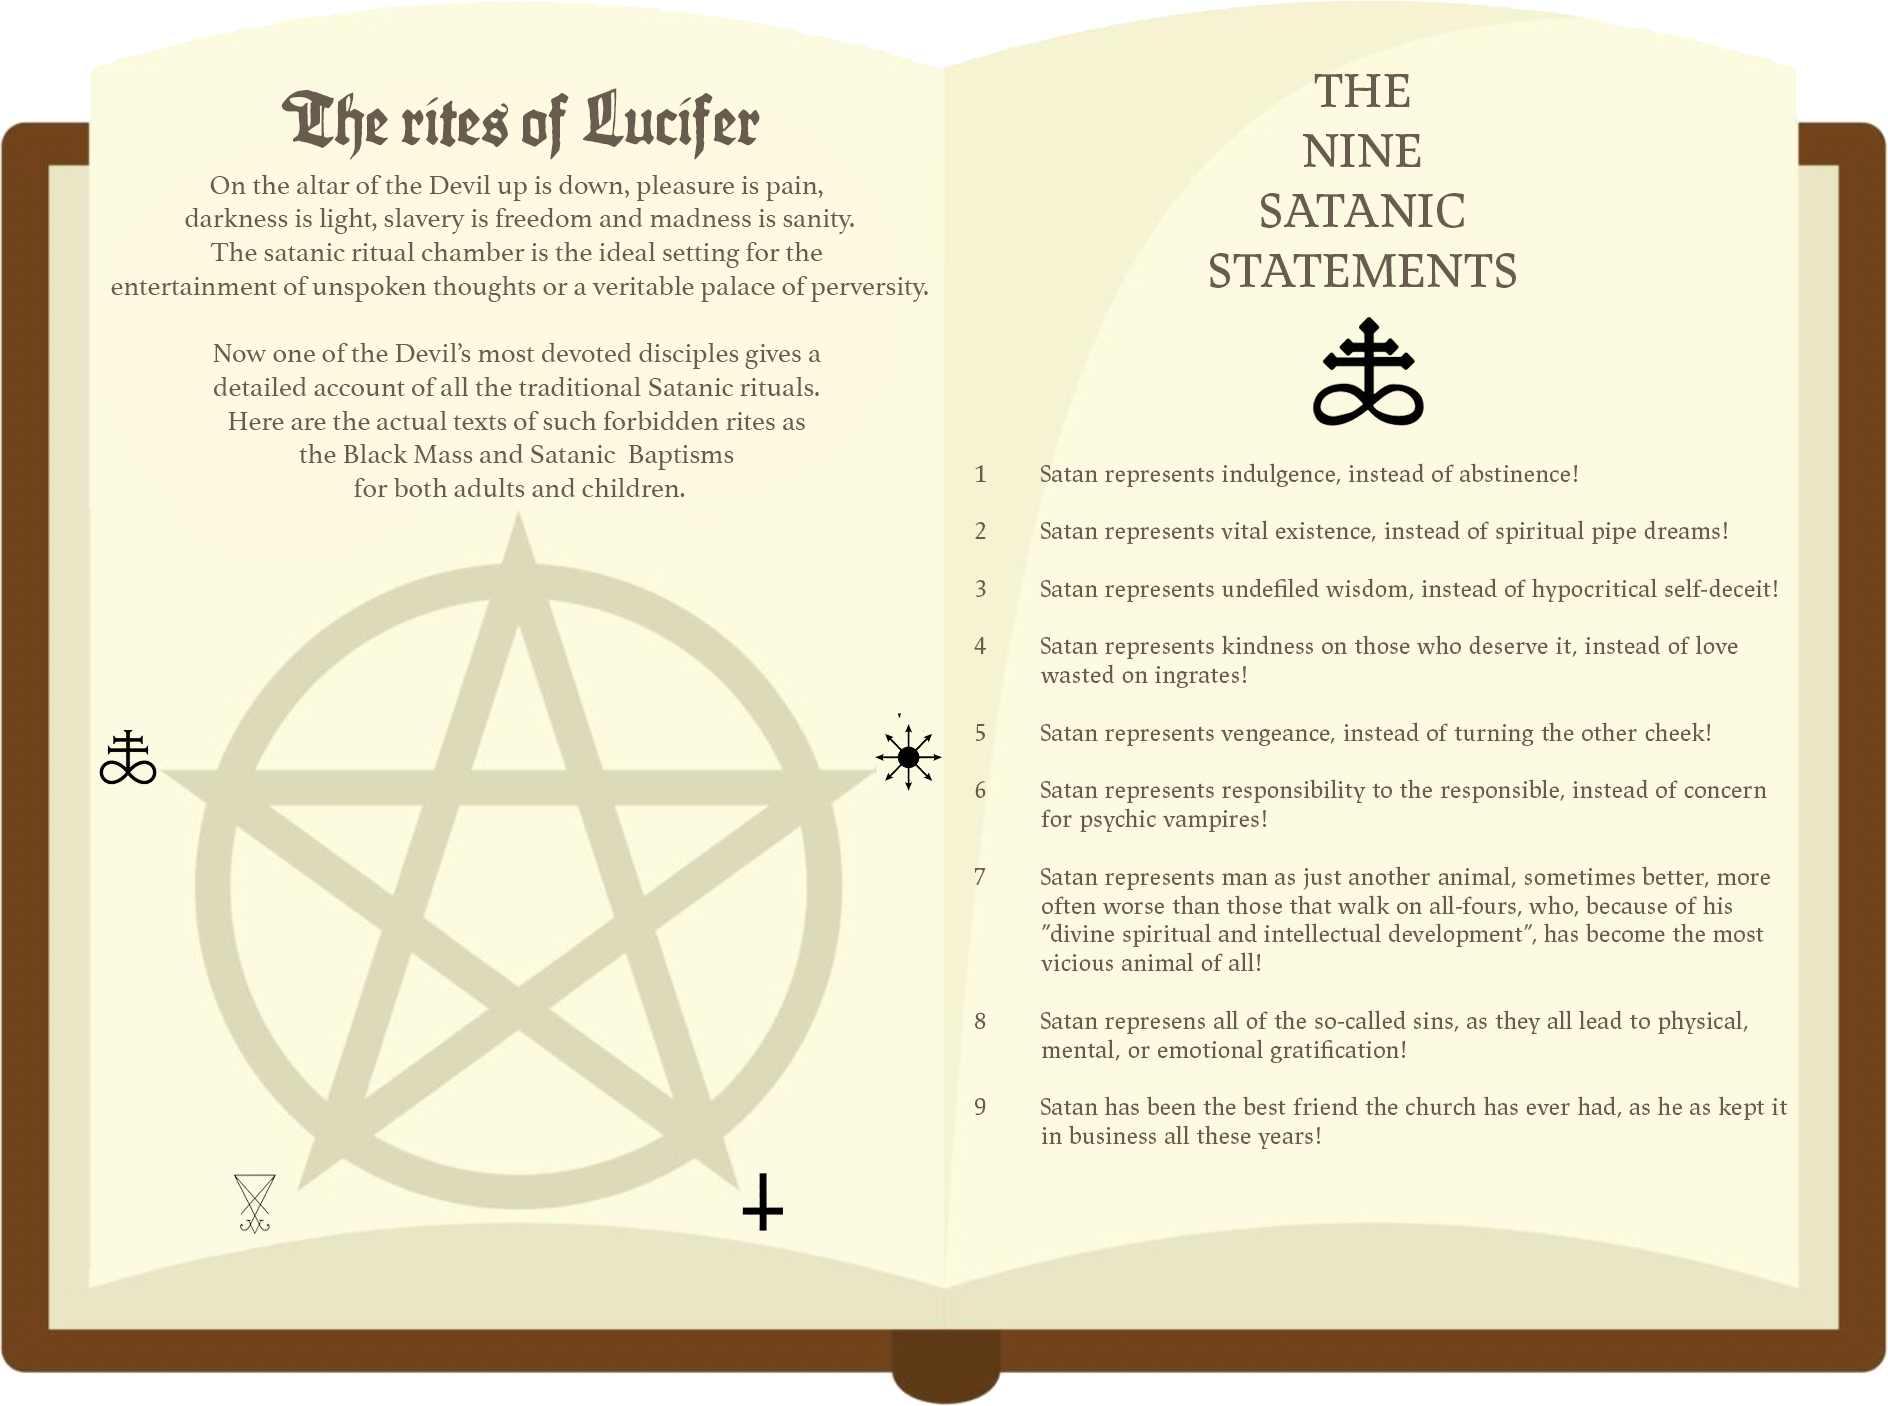 The rites of Lucifer
On the altar of the Devil up is down, pleasure is pain,
darkness is light, slavery is freedom and madness is sanity.
The satanic ritual chamber is the ideal setting for the
entertainment of unspoken thoughts or a veritable palace of perversity.
Now one of the Devil’s most devoted disciples gives a
detailed account of all the traditional Satanic rituals.
Here are the actual texts of such forbidden rites as
the Black Mass and Satanic  Baptisms
for both adults and children.
THE
NINE
SATANIC
STATEMENTS
1 Satan represents indulgence, instead of abstinence!
2 Satan represents vital existence, instead of spiritual pipe dreams!
3 Satan represents undefiled wisdom, instead of hypocritical self-deceit!
4 Satan represents kindness on those who deserve it, instead of love
wasted on ingrates!
5 Satan represents vengeance, instead of turning the other cheek!
6 Satan represents responsibility to the responsible, instead of concern
for psychic vampires!
7 Satan represents man as just another animal, sometimes better, more
often worse than those that walk on all-fours, who, because of his
”divine spiritual and intellectual development”, has become the most
vicious animal of all!
8 Satan represens all of the so-called sins, as they all lead to physical,
mental, or emotional gratification!
9 Satan has been the best friend the church has ever had, as he as kept it
in business all these years!